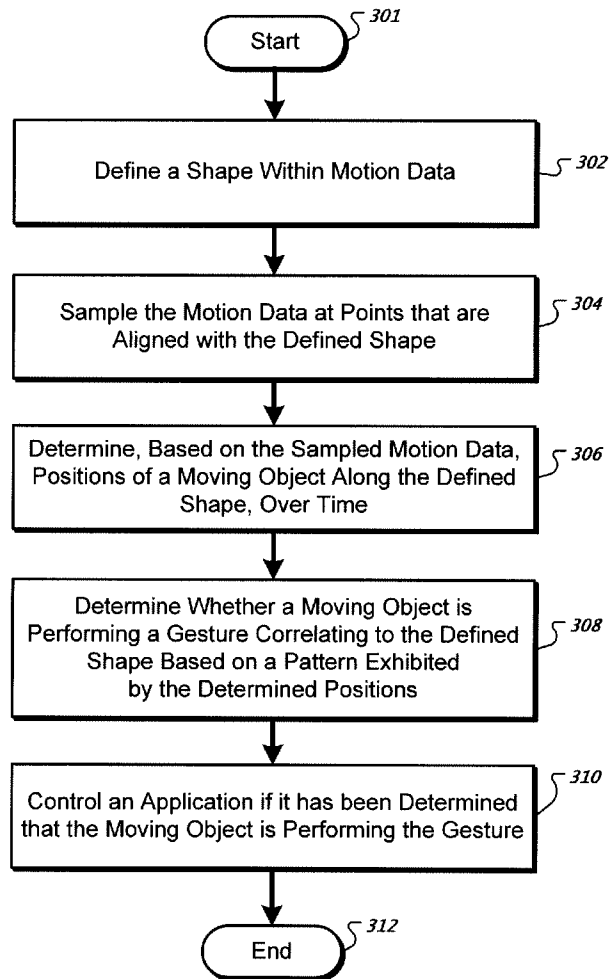 301
Start
Define a Shape Within Motion Data
302
Sample the Motion Data at Points that are
Aligned with the Defined Shape
304
Determine, Based on the Sampled Motion Data,
Positions of a Moving Object Along the Defined
Shape, Over Time
306
Determine Whether a Moving Object is
Performing a Gesture Correlating to the Defined
Shape Based on a Pattern Exhibited
by the Determined Positions
308
Control an Application if it has been Determined
that the Moving Object is Performing the Gesture
310
End
312